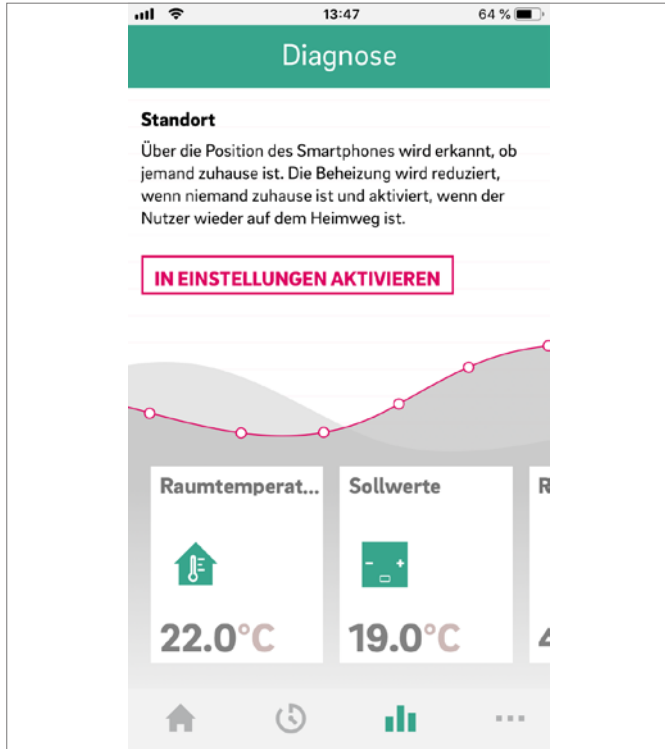 13:47
64 %
Diagnose
Standort
Über die Position des Smartphones wird erkannt, ob
jemand zuhause ist. Die Beheizung wird reduziert,
wenn niemand zuhause ist und aktiviert, wenn der
Nutzer wieder auf dem Heimweg ist.
IN EINSTELLUNGEN AKTIVIEREN
Raumtemperat...
Sollwerte
R
22.0°C
19.0°C